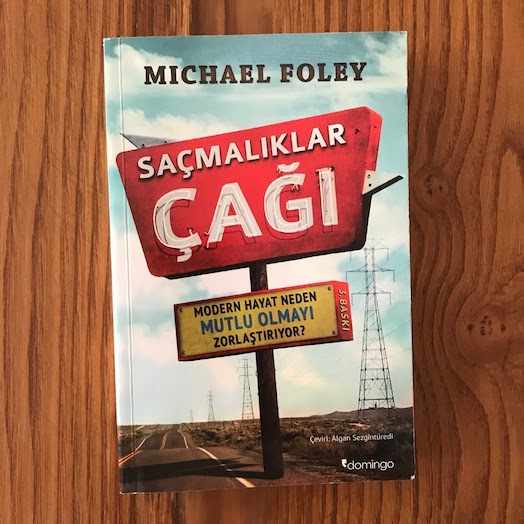 MICHAEL FOLEY
SAÇMALIKLAR
ÇAĞI
MODERN HAYAT NEDEN
MUTLU OLMAYI
ZORLAŞTIRIYOR?
3. BASKI
Çeviri: Algan Sezgintüredi
domingo